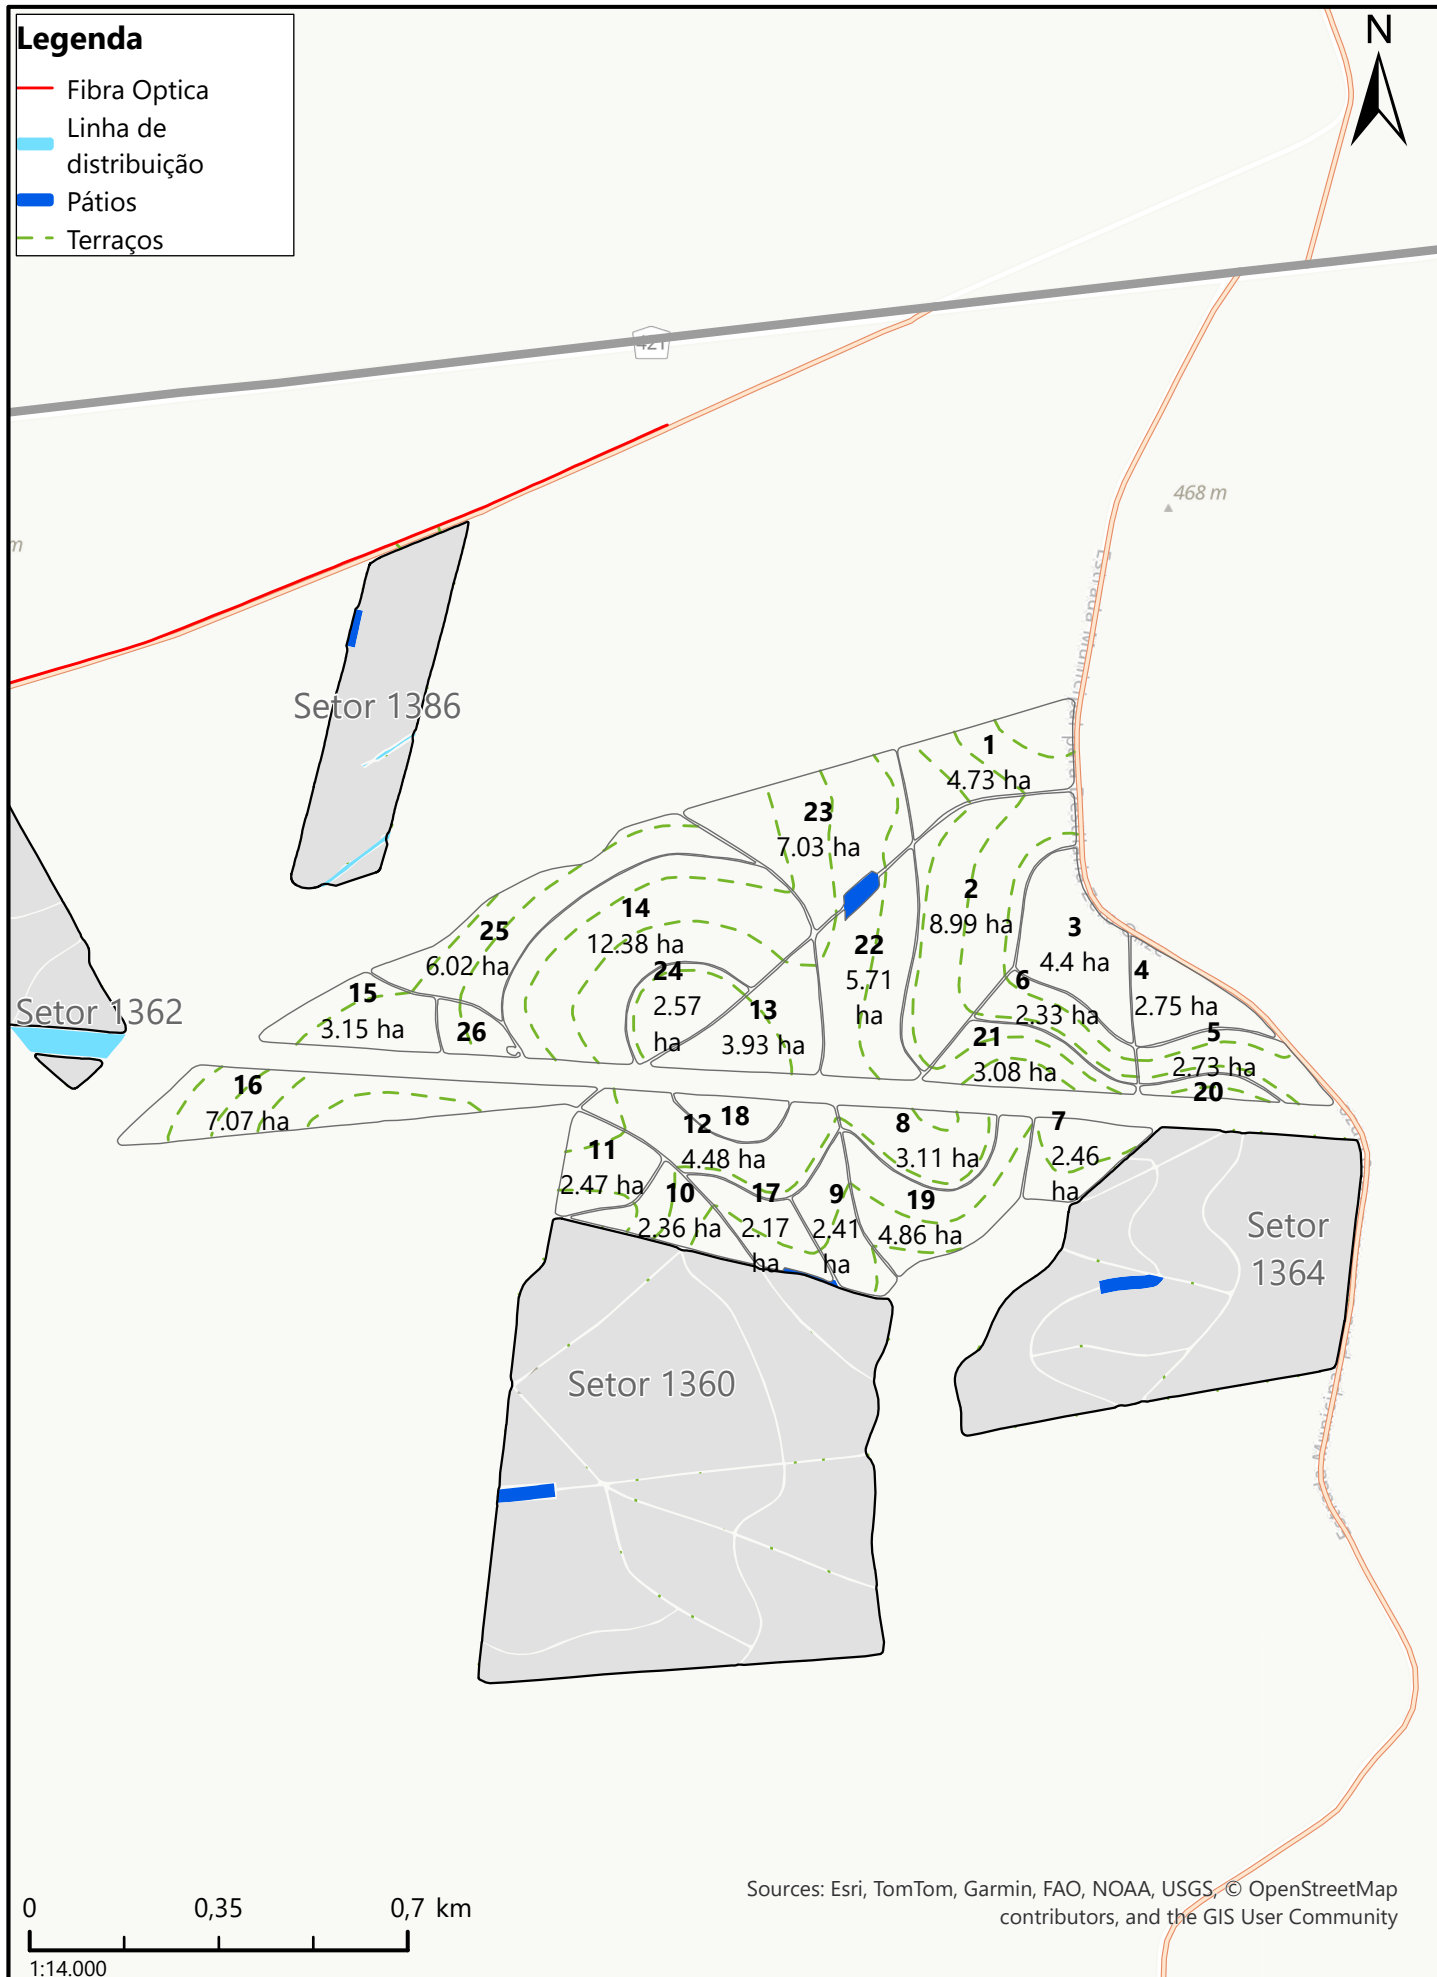 Legenda
Fibra Optica
Linha de
distribuição
Pátios
Terraços
N
421
468 m
m
Setor 1386
1
4.73 ha
23
7.03 ha
2
8.99 ha
14
12.38 ha
25
6.02 ha
3
4.4 ha
22
5.71
ha
24
2.57
ha
4
2.75 ha
6
2.33 ha
15
3.15 ha
13
3.93 ha
26
Setor 1362
21
3.08 ha
5
2.73 ha
20
16
7.07 ha
12
4.48 ha
18
8
3.11 ha
7
2.46
ha
11
2.47 ha
10
2.36 ha
17
2.17
ha
9
2.41
ha
19
4.86 ha
Setor
1364
Setor 1360
Estrada Municipal para
Sources: Esri, TomTom, Garmin, FAO, NOAA, USGS, © OpenStreetMap
contributors, and the GIS User Community
0 0,35 0,7 km
1:14.000